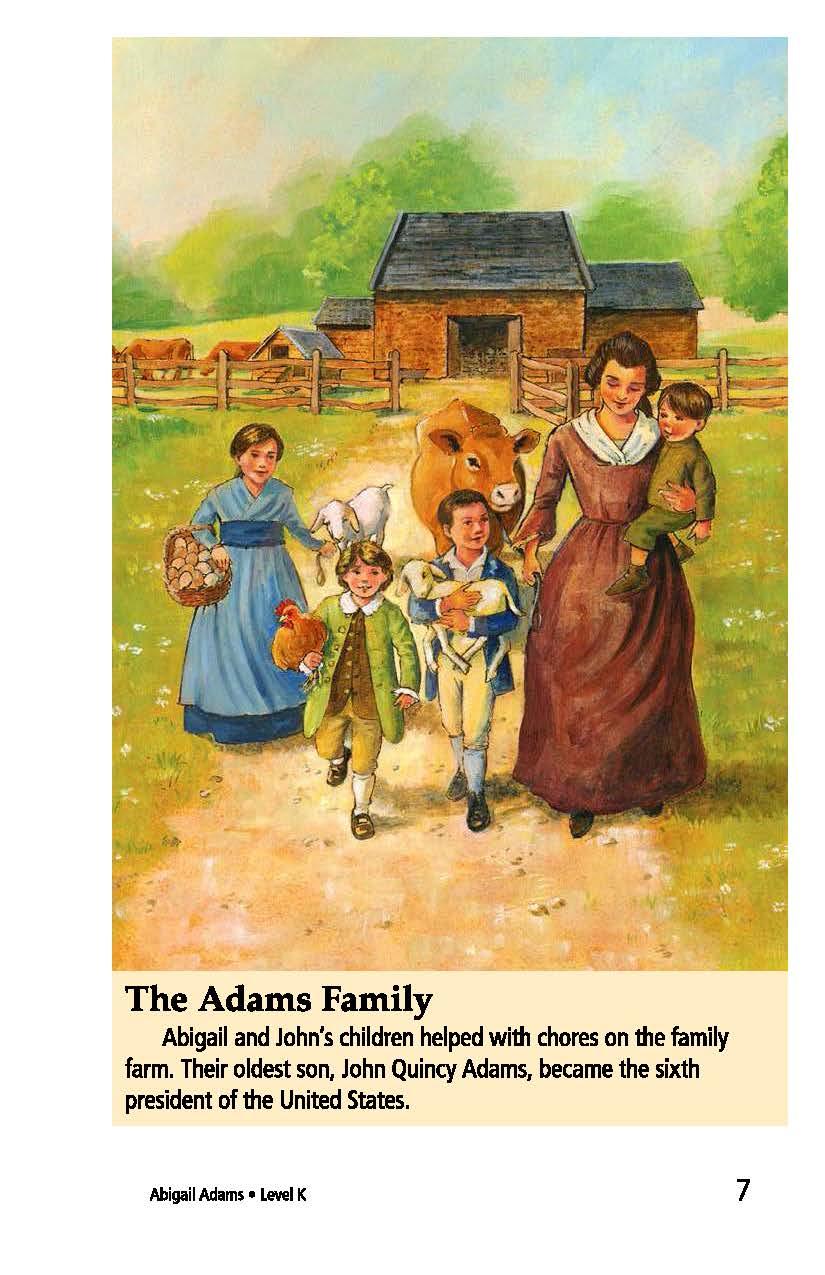 The Adams Family
Abigail and John's children helped with chores on the family
farm. Their oldest son, John Quincy Adams, became the sixth
president of the United States.
Abigail Adams • Level K
7